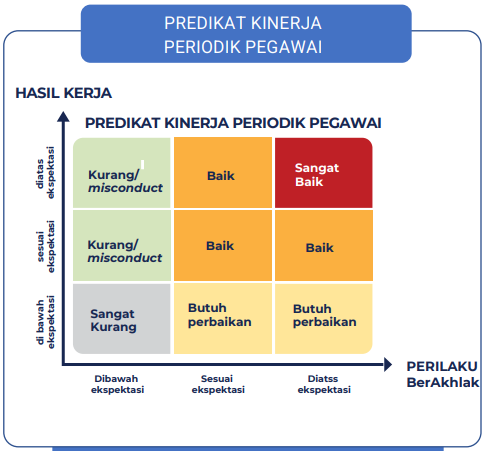 PREDIKAT KINERJA
PERIODIK PEGAWAI
HASIL KERJA
PREDIKAT KINERJA PERIODIK PEGAWAI
diatas
ekspektasi
Kurang/
misconduct
Baik
Sangat
Baik
sesuai
ekspektasi
Kurang/
misconduct
Baik
Baik
di bawah
ekspektasi
Sangat
Kurang
Butuh
perbaikan
Butuh
perbaikan
Dibawah
ekspektasi
Sesuai
ekspektasi
Diatss
ekspektasi
PERILAKU
BerAkhlak